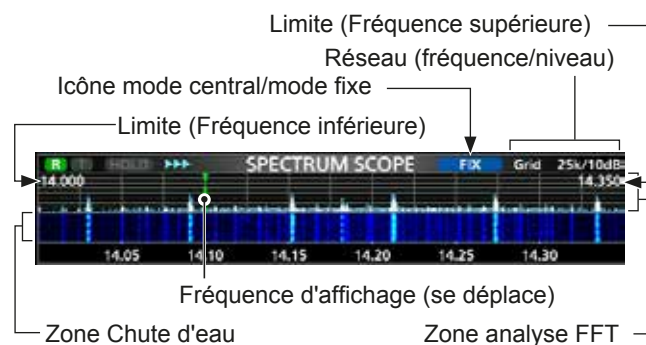 Limite (Fréquence supérieure)
Réseau (fréquence/niveau)
Icône mode central/mode fixe
Limite (Fréquence inférieure)
R T HOLD SPECTRUM SCOPE FIX Grid 25k/10dB
14.000 14.350
14.05 14.10 14.15 14.20 14.25 14.30
Fréquence d'affichage (se déplace)
Zone Chute d'eau Zone analyse FFT